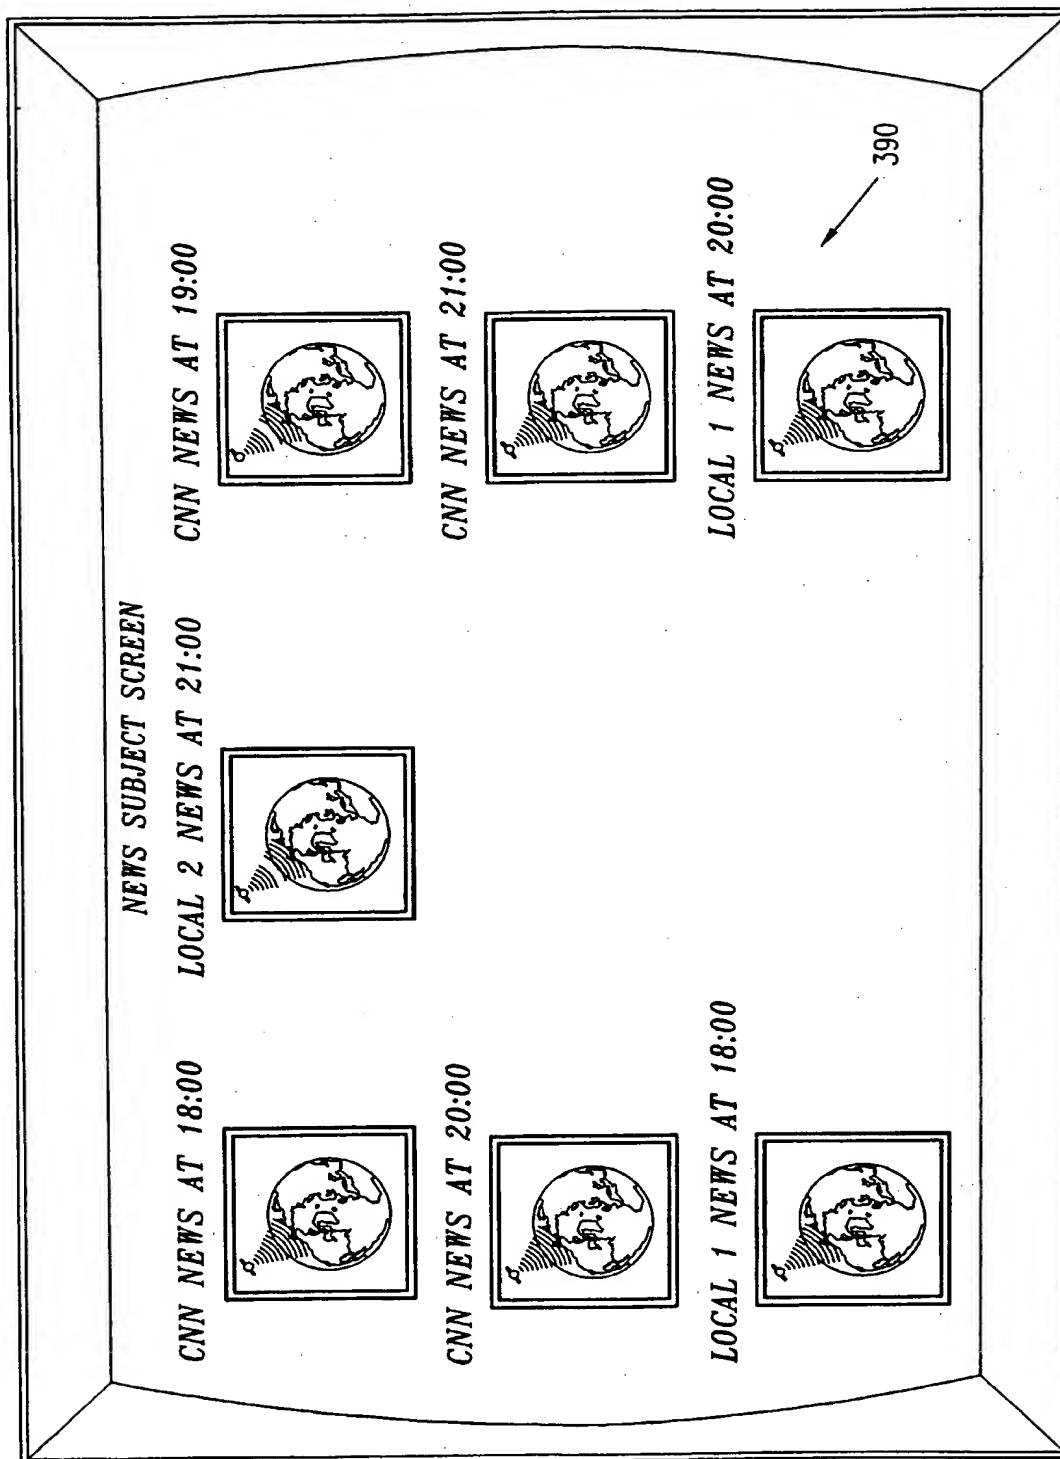 NEWS SUBJECT SCREEN
CNN NEWS AT 18:00
LOCAL 2 NEWS AT 21:00
CNN NEWS AT 19:00
CNN NEWS AT 20:00
CNN NEWS AT 21:00
LOCAL 1 NEWS AT 18:00
LOCAL 1 NEWS AT 20:00
390